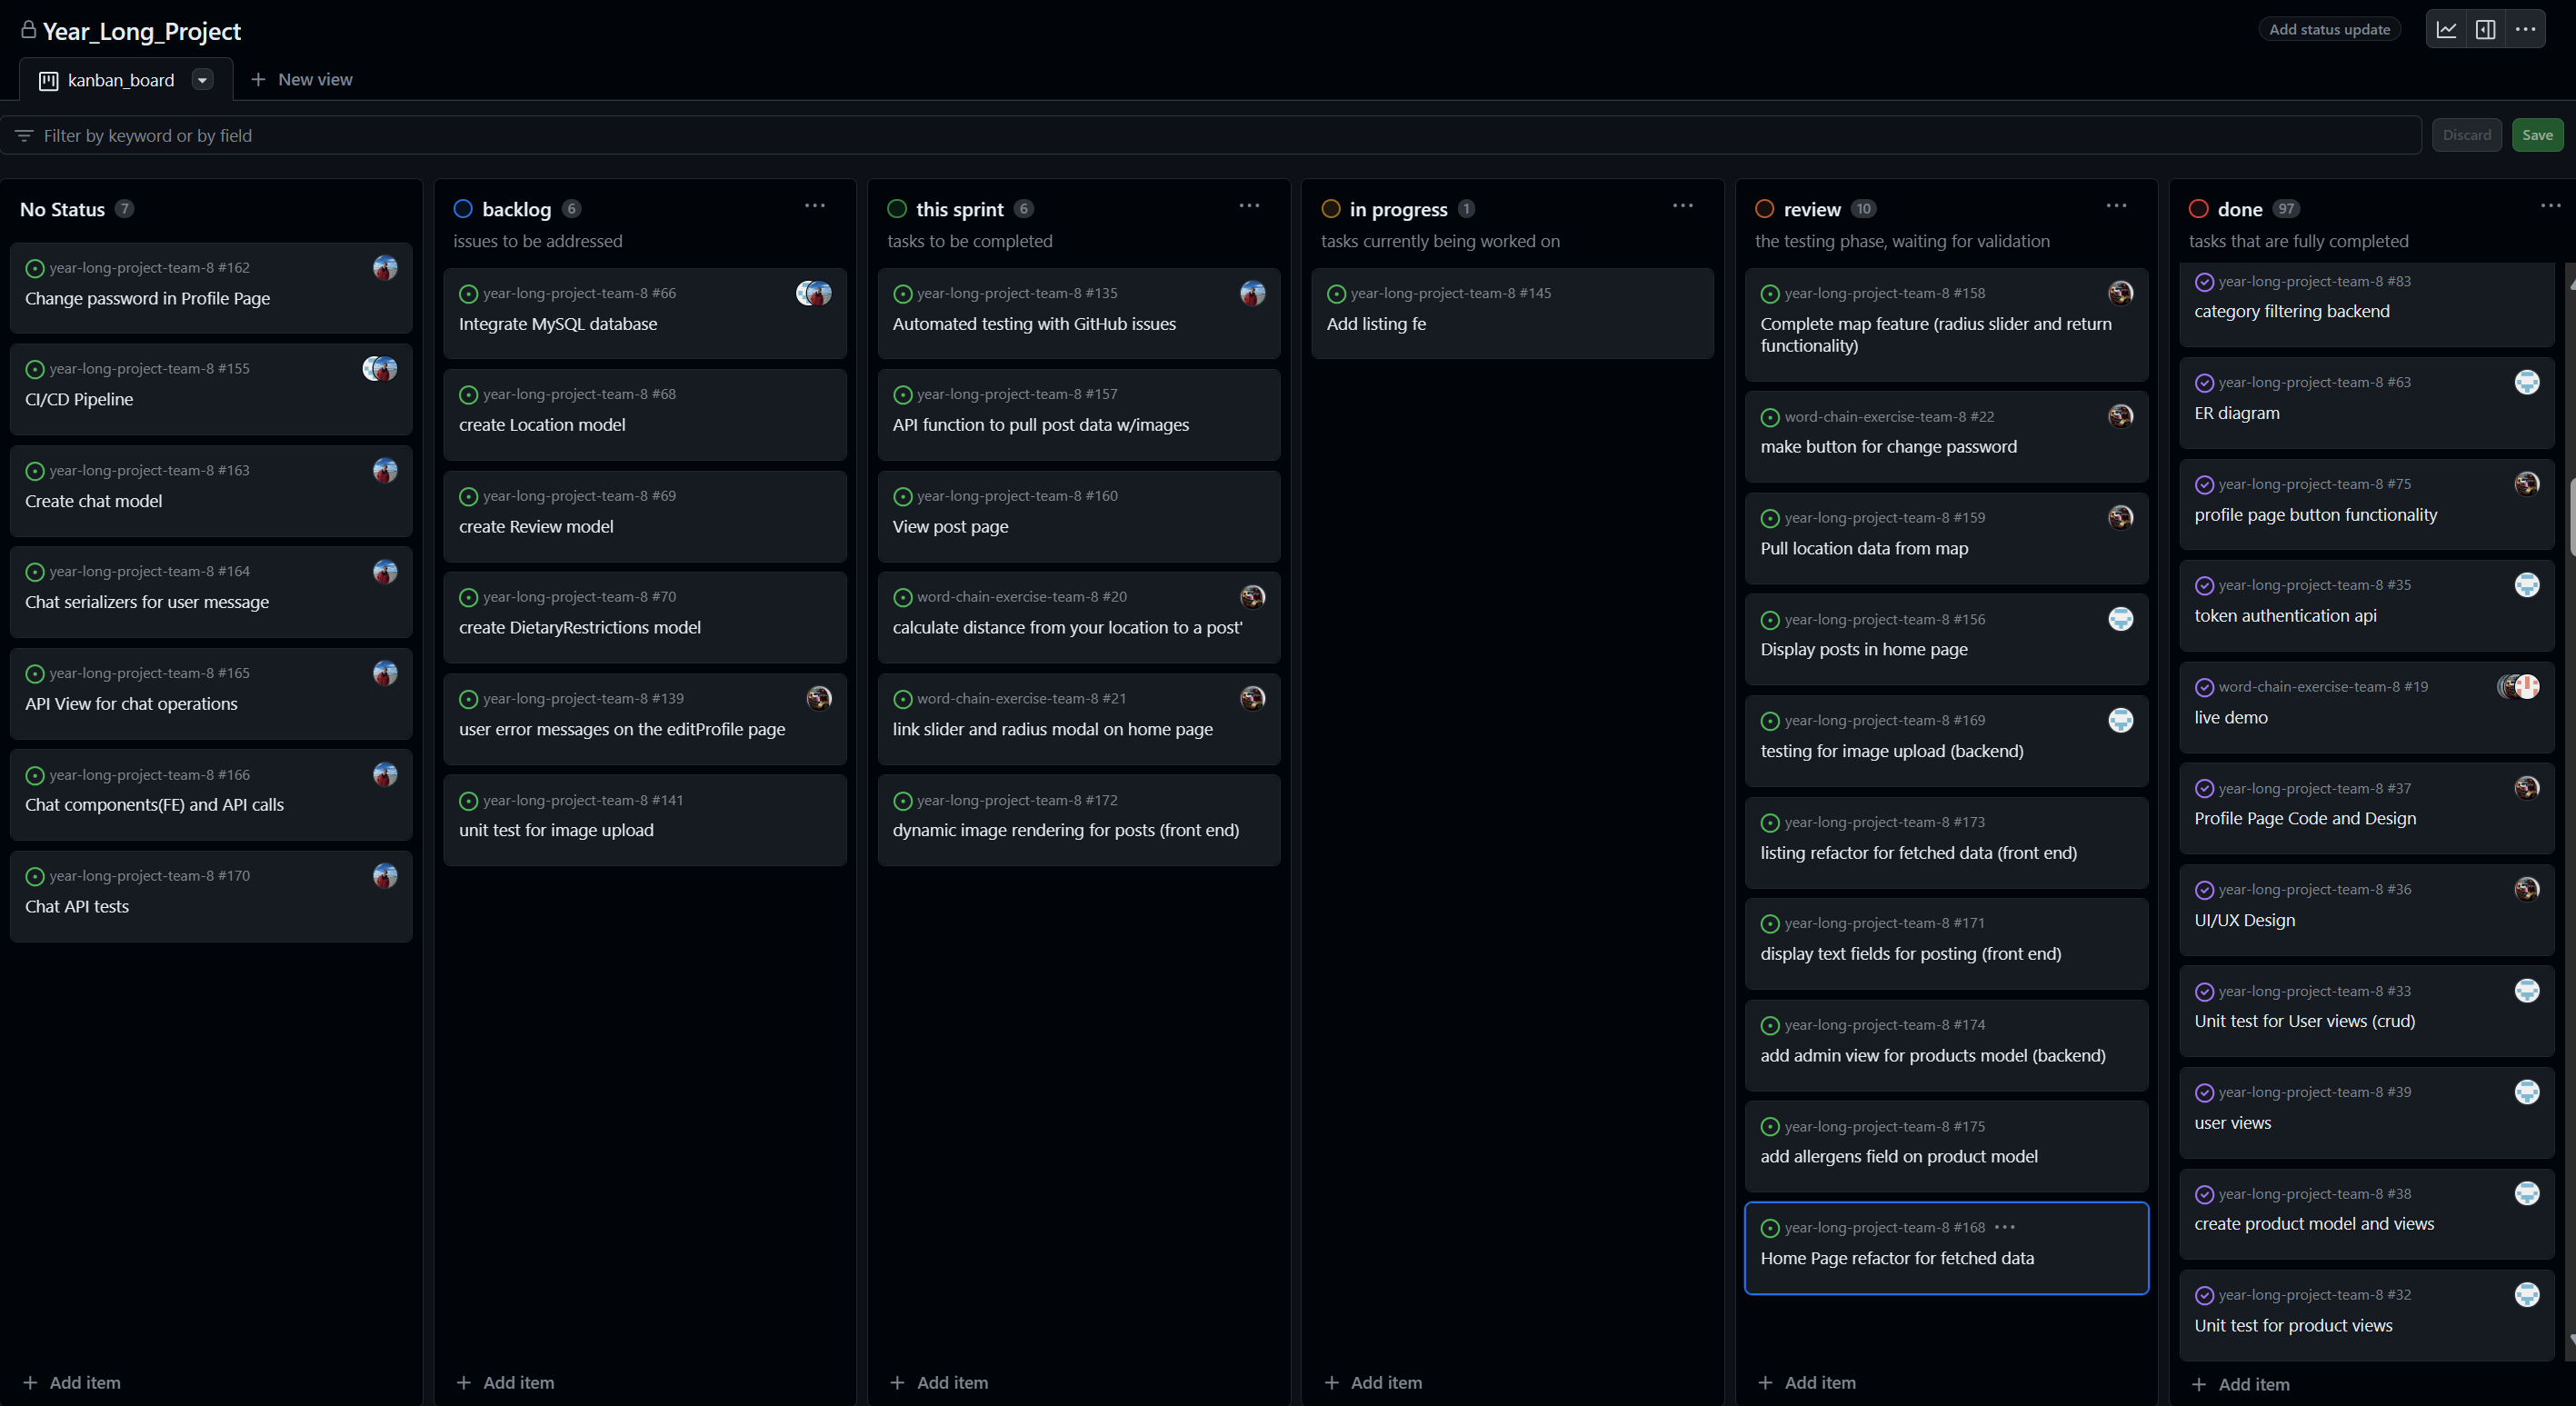 Year_Long_Project
Add status update
kanban_board
New view
Filter by keyword or by field
Discard
Save
No Status 7
year-long-project-team-8 #162
Change password in Profile Page
year-long-project-team-8 #155
CI/CD Pipeline
year-long-project-team-8 #163
Create chat model
year-long-project-team-8 #164
Chat serializers for user message
year-long-project-team-8 #165
API View for chat operations
year-long-project-team-8 #166
Chat components(FE) and API calls
year-long-project-team-8 #170
Chat API tests
Add item
backlog 6
issues to be addressed
year-long-project-team-8 #66
Integrate MySQL database
year-long-project-team-8 #68
create Location model
year-long-project-team-8 #69
create Review model
year-long-project-team-8 #70
create DietaryRestrictions model
year-long-project-team-8 #139
user error messages on the editProfile page
year-long-project-team-8 #141
unit test for image upload
Add item
this sprint 6
tasks to be completed
year-long-project-team-8 #135
Automated testing with GitHub issues
year-long-project-team-8 #157
API function to pull post data w/images
year-long-project-team-8 #160
View post page
word-chain-exercise-team-8 #20
calculate distance from your location to a post'
word-chain-exercise-team-8 #21
link slider and radius modal on home page
year-long-project-team-8 #172
dynamic image rendering for posts (front end)
Add item
in progress 1
tasks currently being worked on
year-long-project-team-8 #145
Add listing fe
Add item
review 10
the testing phase, waiting for validation
year-long-project-team-8 #158
Complete map feature (radius slider and return
functionality)
word-chain-exercise-team-8 #22
make button for change password
year-long-project-team-8 #159
Pull location data from map
year-long-project-team-8 #156
Display posts in home page
year-long-project-team-8 #169
testing for image upload (backend)
year-long-project-team-8 #173
listing refactor for fetched data (front end)
year-long-project-team-8 #171
display text fields for posting (front end)
year-long-project-team-8 #174
add admin view for products model (backend)
year-long-project-team-8 #175
add allergens field on product model
year-long-project-team-8 #168
Home Page refactor for fetched data
Add item
done 97
tasks that are fully completed
year-long-project-team-8 #83
category filtering backend
year-long-project-team-8 #63
ER diagram
year-long-project-team-8 #75
profile page button functionality
year-long-project-team-8 #35
token authentication api
word-chain-exercise-team-8 #19
live demo
year-long-project-team-8 #37
Profile Page Code and Design
year-long-project-team-8 #36
UI/UX Design
year-long-project-team-8 #33
Unit test for User views (crud)
year-long-project-team-8 #39
user views
year-long-project-team-8 #38
create product model and views
year-long-project-team-8 #32
Unit test for product views
Add item